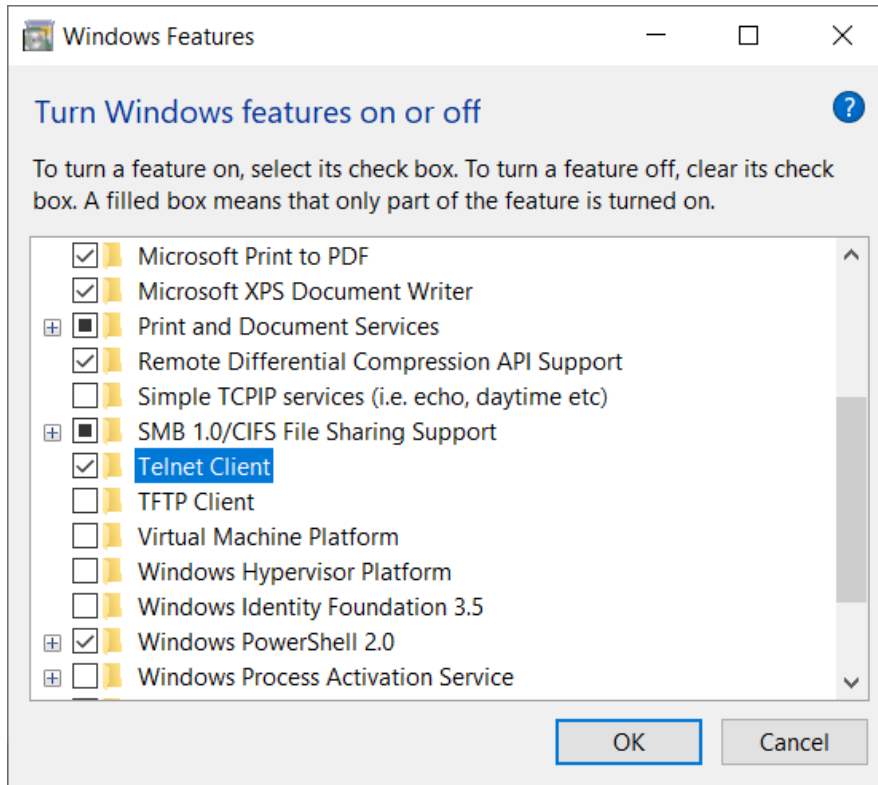 Windows Features
Turn Windows features on or off
?
To turn a feature on, select its check box. To turn a feature off, clear its check
box. A filled box means that only part of the feature is turned on.
Microsoft Print to PDF
Microsoft XPS Document Writer
Print and Document Services
Remote Differential Compression API Support
Simple TCPIP services (i.e. echo, daytime etc)
SMB 1.0/CIFS File Sharing Support
Telnet Client
TFTP Client
Virtual Machine Platform
Windows Hypervisor Platform
Windows Identity Foundation 3.5
Windows PowerShell 2.0
Windows Process Activation Service
OK Cancel